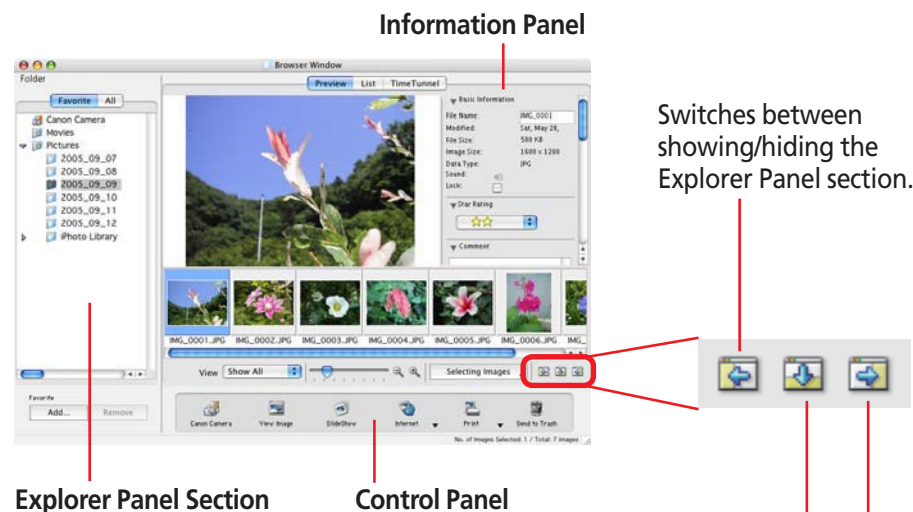 Information Panel
Browser Window
Folder
Preview List TimeTunnel
Favorite All
Canon Camera
Movies
Pictures
2005_09_07
2005_09_08
2005_09_09
2005_09_10
2005_09_11
2005_09_12
iPhoto Library
Basic Information
File Name: IMG_0001
Modified: Sat, May 28,
File Size: 580 KB
Image Size: 1600 x 1200
Data Type: JPG
Sound:
Lock:
Star Rating
Comment
Switches between
showing/hiding the
Explorer Panel section.
IMG_0001.JPG IMG_0002.JPG IMG_0003.JPG IMG_0004.JPG IMG_0005.JPG IMG_0006.JPG IMG_
View Show All Selecting Images
Favorite
Add... Remove
Canon Camera View Image SlideShow Internet Print Send to Trash
No. of Images Selected: 1 / Total: 7 images
Explorer Panel Section
Control Panel